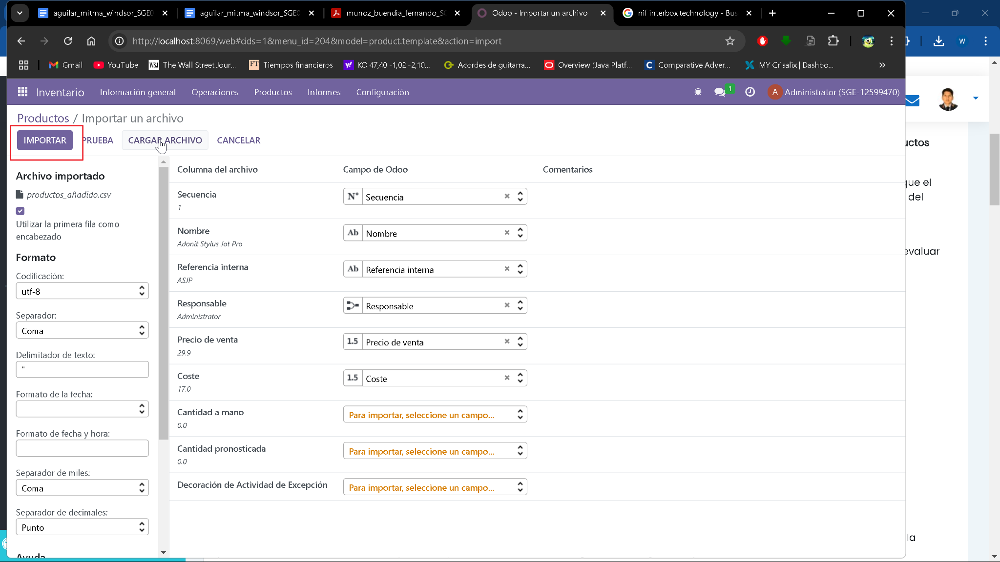 aguilar_mitma_windsor_SGE0
aguilar_mitma_windsor_SGE0
munoz_buendia_fernando_S
Odoo - Importar un archivo
nif interbox technology - Bus
http://localhost:8069/web#cids=1&menu_id=204&model=product.template&action=import
W
Gmail
YouTube
WSJ The Wall Street Jour...
FT Tiempos financieros
KO 47,40 -1,02 -2,10...
Acordes de guitarra...
Overview (Java Platf...
Comparative Adver...
MY Crisalix | Dashbo...
Inventario
Información general
Operaciones
Productos
Informes
Configuración
1
A Administrator (SGE-12599470)
Productos / Importar un archivo
IMPORTAR
PRUEBA
CARGAR ARCHIVO
CANCELAR
Archivo importado
productos_añadido.csv
Utilizar la primera fila como
encabezado
Formato
Codificación:
utf-8
Separador:
Coma
Delimitador de texto:
"
Formato de la fecha:
Formato de fecha y hora:
Separador de miles:
Coma
Separador de decimales:
Punto
Ayuda
Columna del archivo
Campo de Odoo
Comentarios
Secuencia
1
N° Secuencia
Nombre
Adonit Stylus Jot Pro
Ab Nombre
Referencia interna
ASJP
Ab Referencia interna
Responsable
Administrator
Responsable
Precio de venta
29.9
1.5 Precio de venta
Coste
17.0
1.5 Coste
Cantidad a mano
0.0
Para importar, seleccione un campo...
Cantidad pronosticada
0.0
Para importar, seleccione un campo...
Decoración de Actividad de Excepción
Para importar, seleccione un campo...
uctos
que el
del
evaluar
la